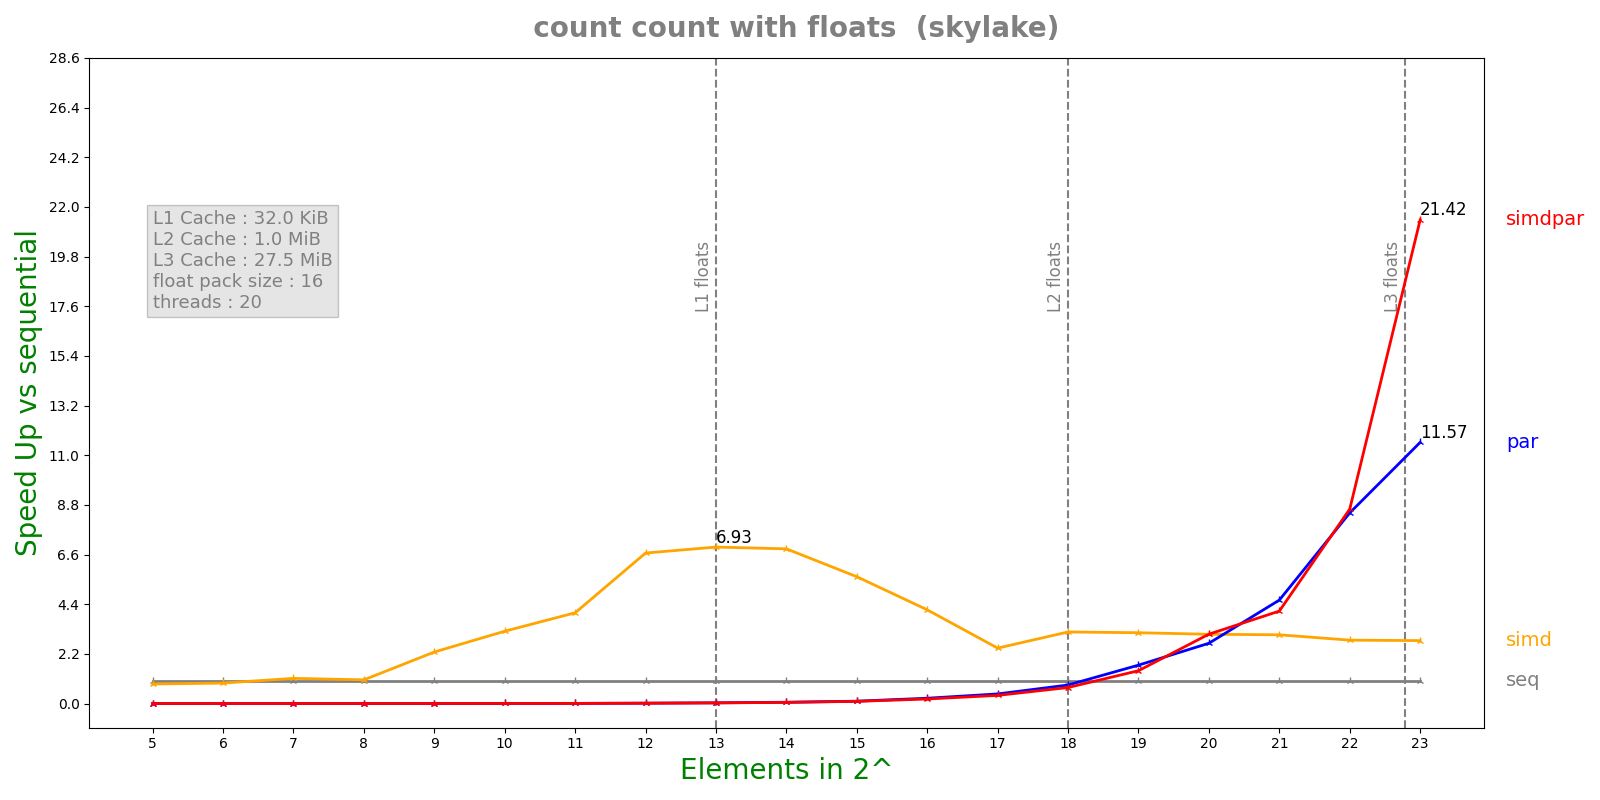 count count with floats (skylake)
Speed Up vs sequential
28.6
26.4
24.2
22.0
19.8
17.6
15.4
13.2
11.0
8.8
6.6
4.4
2.2
0.0
L1 Cache : 32.0 KiB
L2 Cache : 1.0 MiB
L3 Cache : 27.5 MiB
float pack size : 16
threads : 20
L1 floats
L2 floats
L3 floats
6.93
21.42
11.57
simdpar
par
simd
seq
5 6 7 8 9 10 11 12 13 14 15 16 17 18 19 20 21 22 23
Elements in 2^